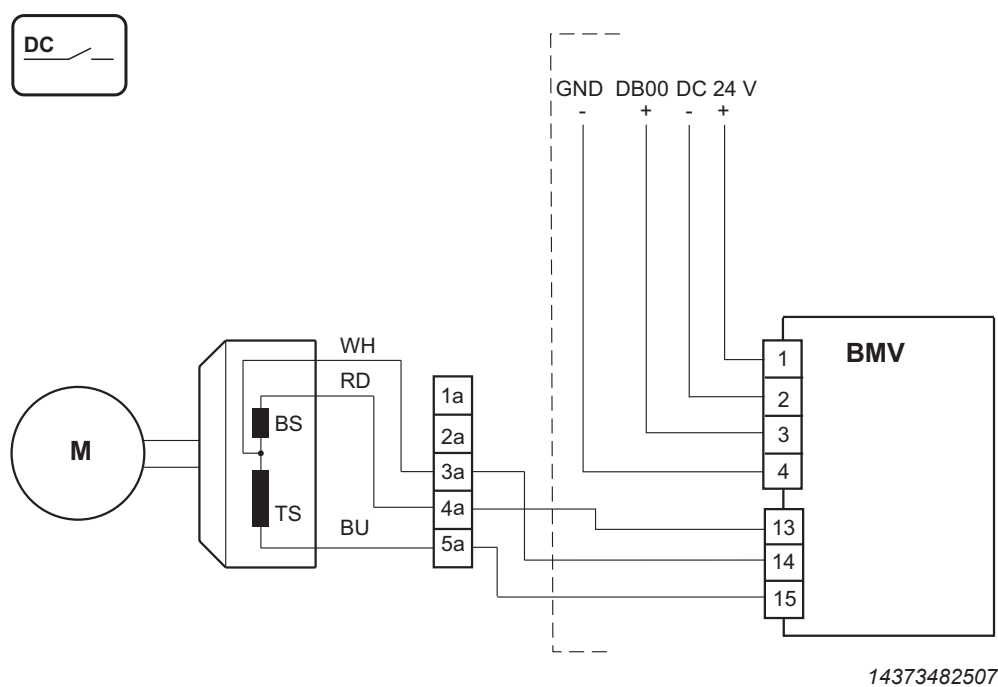 DC
GND DB00 DC 24 V
- + - +
BMV
1
2
3
4
13
14
15
WH
RD
BS
TS
BU
M
1a
2a
3a
4a
5a
14373482507